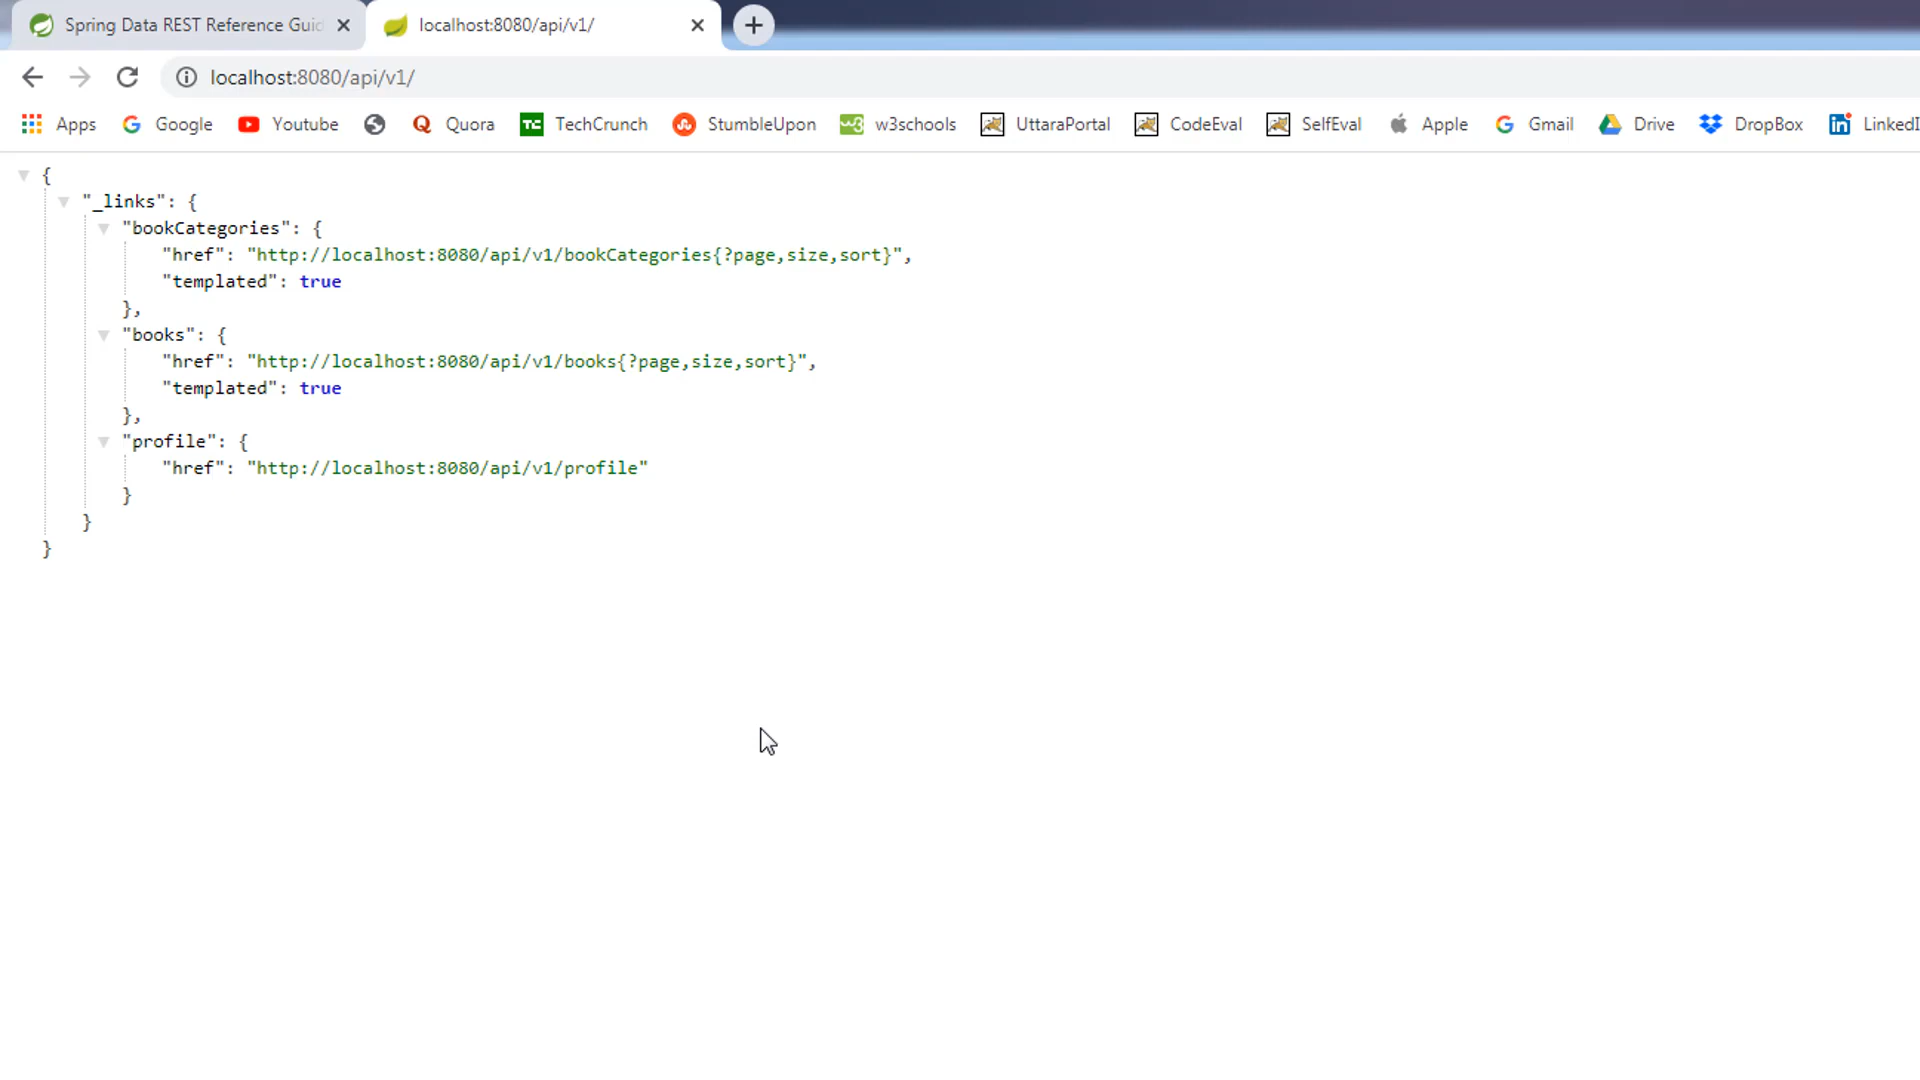 Spring Data REST Reference Guid
localhost:8080/api/v1/
localhost:8080/api/v1/
Apps Google Youtube Quora TechCrunch StumbleUpon w3schools UttaraPortal CodeEval SelfEval Apple Gmail Drive DropBox LinkedI
{
"_links": {
"bookCategories": {
"href": "http://localhost:8080/api/v1/bookCategories{?page,size,sort}",
"templated": true
},
"books": {
"href": "http://localhost:8080/api/v1/books{?page,size,sort}",
"templated": true
},
"profile": {
"href": "http://localhost:8080/api/v1/profile"
}
}
}